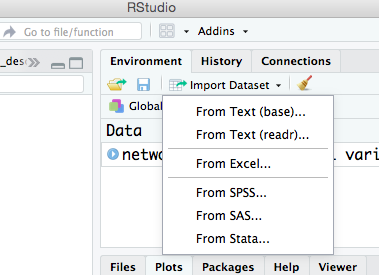 RStudio
Go to file/function
Addins
_des
Environment
History
Connections
Import Dataset
Global
From Text (base)...
From Text (readr)...
Data
From Excel...
netwo
vari
From SPSS...
From SAS...
From Stata...
Files
Plots
Packages
Help
Viewer